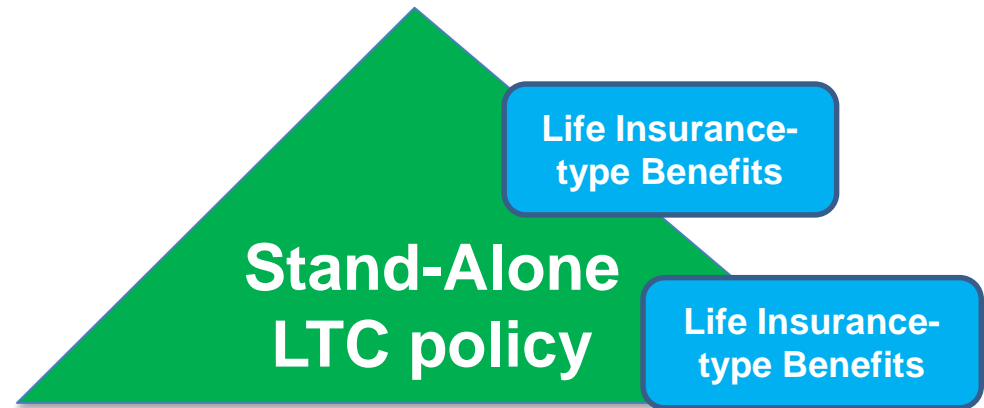 Life Insurance-
type Benefits
Stand-Alone
LTC policy
Life Insurance-
type Benefits